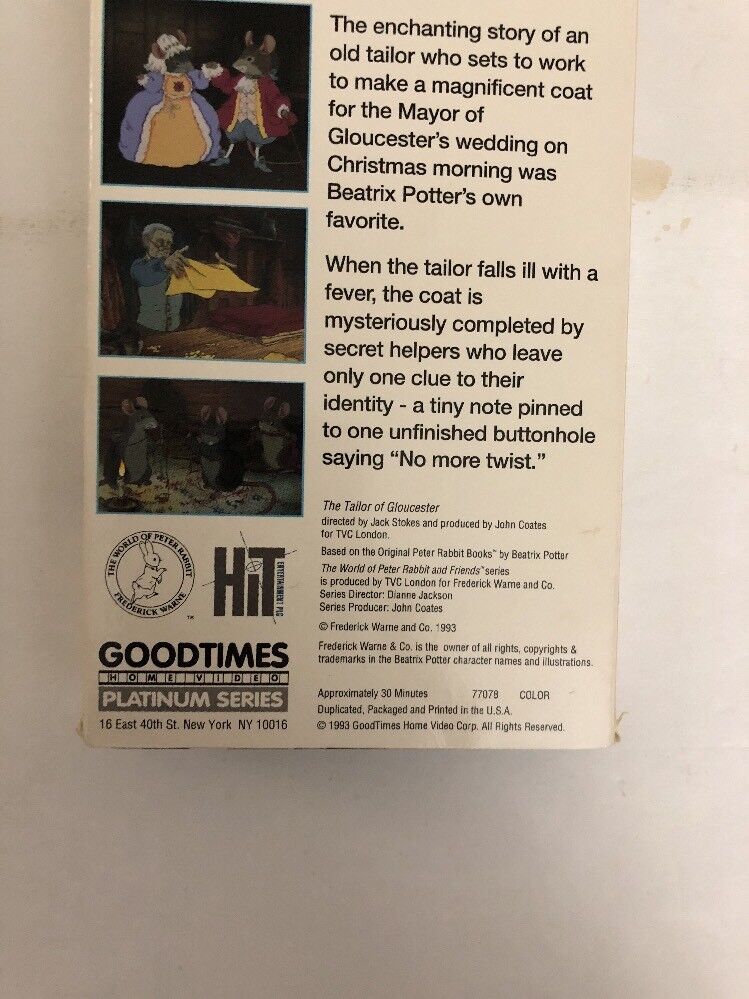 The enchanting story of an
old tailor who sets to work
to make a magnificent coat
for the Mayor of
Gloucester's wedding on
Christmas morning was
Beatrix Potter's own
favorite.
When the tailor falls ill with a
fever, the coat is
mysteriously completed by
secret helpers who leave
only one clue to their
identity - a tiny note pinned
to one unfinished buttonhole
saying “No more twist.”
The Tailor of Gloucester
directed by Jack Stokes and produced by John Coates
for TVC London.
Based on the Original Peter Rabbit Books™ by Beatrix Potter
The World of Peter Rabbit and Friends™ series
is produced by TVC London for Frederick Warne and Co.
Series Director: Dianne Jackson
Series Producer: John Coates
© Frederick Warne and Co. 1993
Frederick Warne & Co. is the owner of all rights, copyrights &
trademarks in the Beatrix Potter character names and illustrations.
Approximately 30 Minutes 77078 COLOR
Duplicated, Packaged and Printed in the U.S.A.
© 1993 GoodTimes Home Video Corp. All Rights Reserved.
THE WORLD OF PETER RABBIT
FREDERICK WARNE
™
HiT
ENTERTAINMENT PLC
GOODTIMES
HOME VIDEO
PLATINUM SERIES
16 East 40th St. New York NY 10016